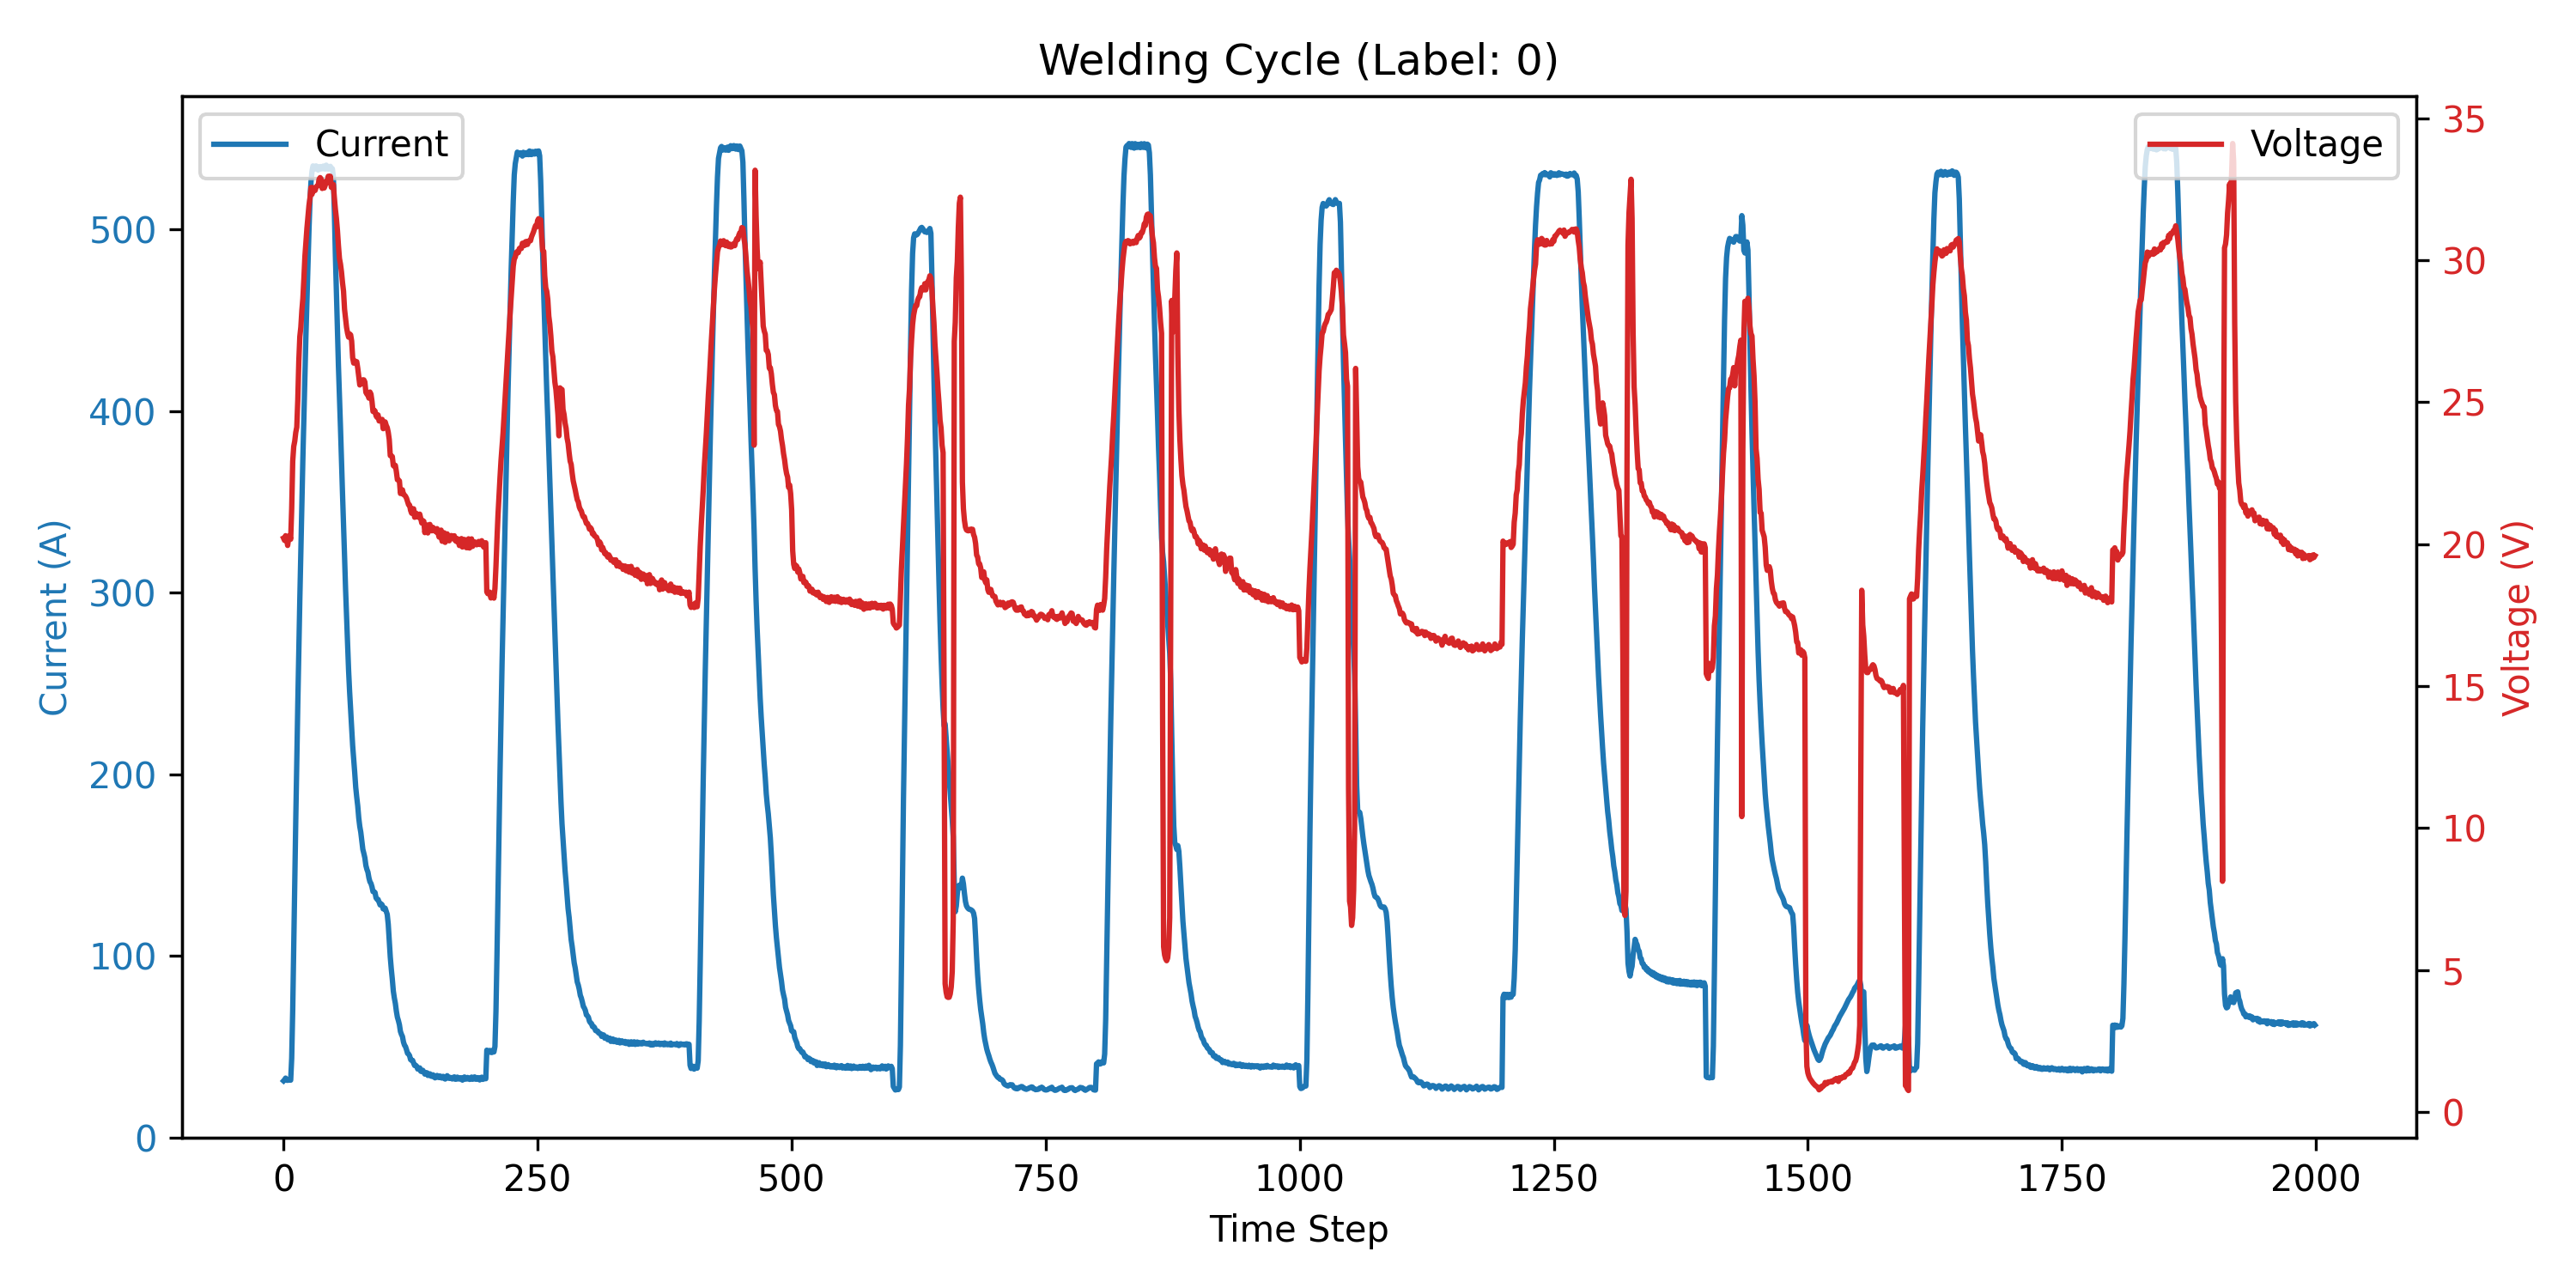 Welding Cycle (Label: 0)
Current
Voltage
Current (A)
500
400
300
200
100
0
35
30
25
20
15
10
5
0
Voltage (V)
0 250 500 750 1000 1250 1500 1750 2000
Time Step